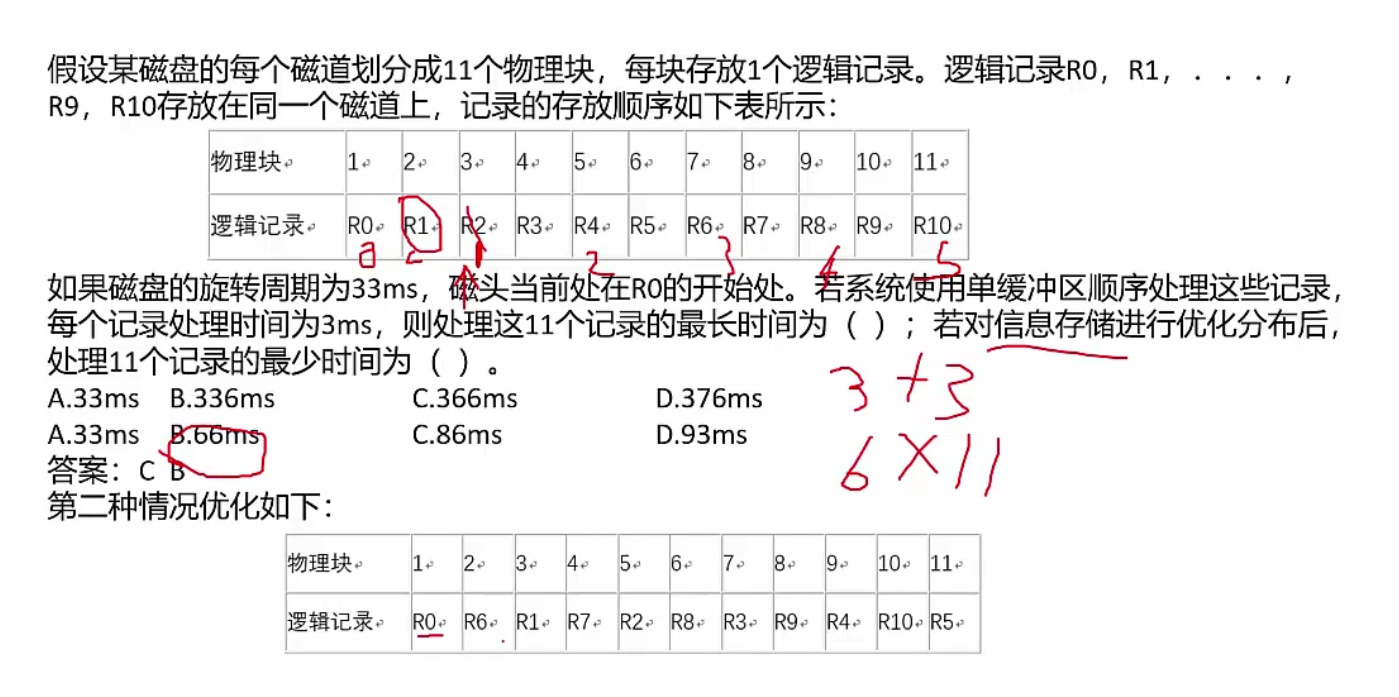 假设某磁盘的每个磁道划分成11个物理块，每块存放1个逻辑记录。逻辑记录R0，R1，．．．，
R9，R10存放在同一个磁道上，记录的存放顺序如下表所示：
物理块 1 2 3 4 5 6 7 8 9 10 11
逻辑记录 R0 R1 R2 R3 R4 R5 R6 R7 R8 R9 R10
0 2 3 4 5
如果磁盘的旋转周期为33ms，磁头当前处在R0的开始处。若系统使用单缓冲区顺序处理这些记录，
每个记录处理时间为3ms，则处理这11个记录的最长时间为（ ）；若对信息存储进行优化分布后，
处理11个记录的最少时间为（ ）。
A.33ms B.336ms C.366ms D.376ms
3+3
A.33ms B.66ms C.86ms D.93ms
6×11
答案：C B
第二种情况优化如下：
物理块 1 2 3 4 5 6 7 8 9 10 11
逻辑记录 R0 R6 R1 R7 R2 R8 R3 R9 R4 R10 R5